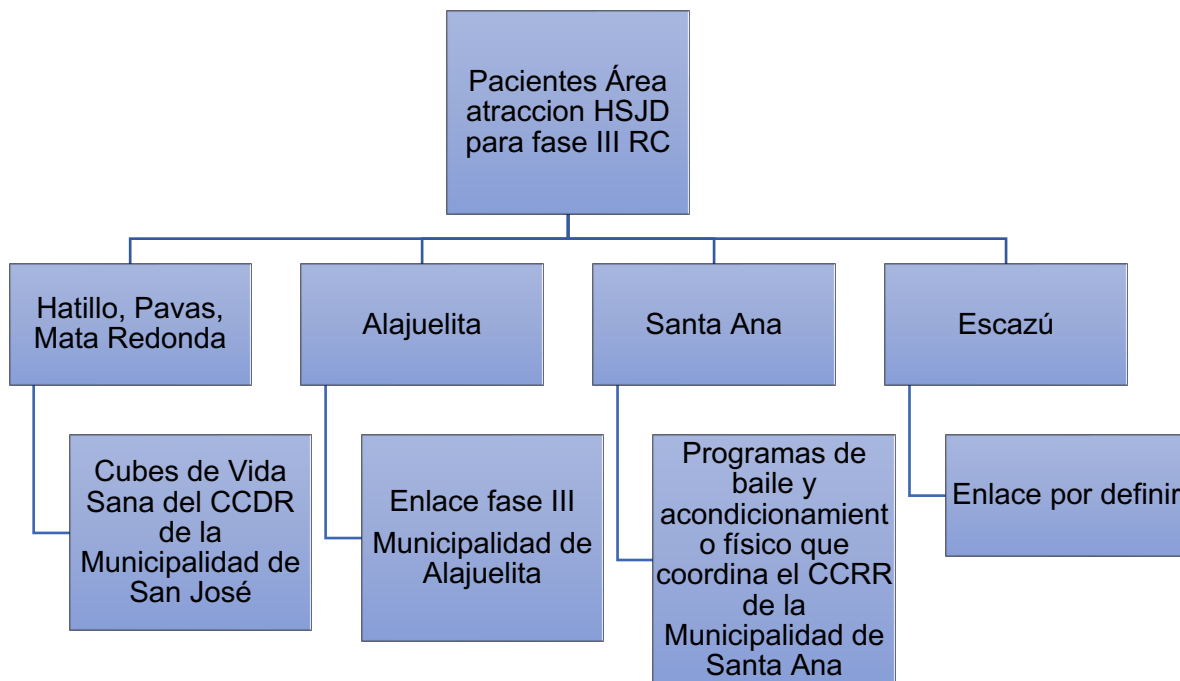 Pacientes Área
atraccion HSJD
para fase III RC
Hatillo, Pavas,
Mata Redonda
Alajuelita
Santa Ana
Escazú
Cubes de Vida
Sana del CCDR
de la
Municipalidad de
San José
Enlace fase III
Municipalidad de
Alajuelita
Programas de
baile y
acondicionamient
o físico que
coordina el CCRR
de la
Municipalidad de
Santa Ana
Enlace por definir